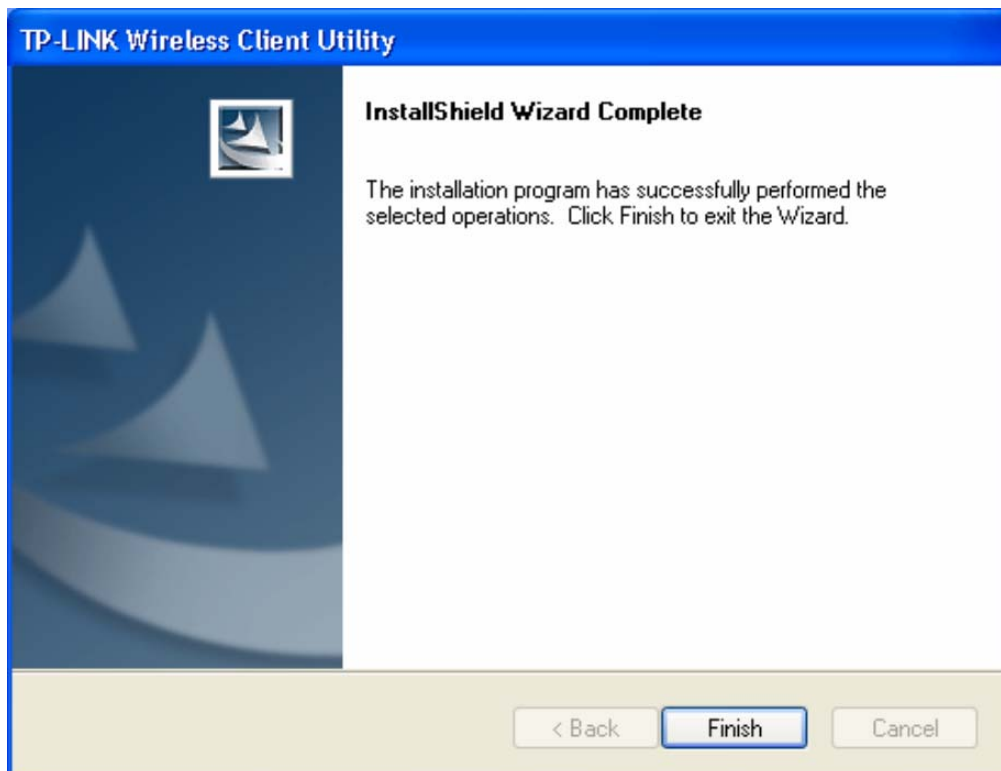 TP-LINK Wireless Client Utility
InstallShield Wizard Complete
The installation program has successfully performed the
selected operations.  Click Finish to exit the Wizard.
< Back
Finish
Cancel